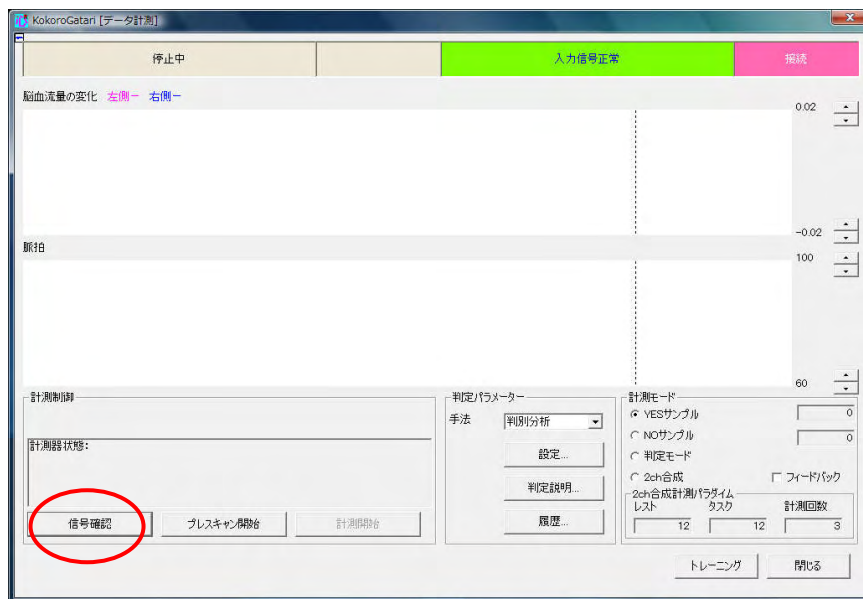 KokoroGatari [データ計測]
停止中 入力信号正常 接続
脳血流量の変化 左側ー 右側ー
0.02
-0.02
脈拍
100
60
計測制御
計測器状態:
信号確認 プレスキャン開始 計測開始
判定パラメーター
手法 判別分析
設定...
判定説明...
履歴...
計測モード
YESサンプル 0
NOサンプル 0
判定モード
2ch合成 フィードバック
2ch合成計測パラダイム
レスト タスク 計測回数
12 12 3
トレーニング 閉じる